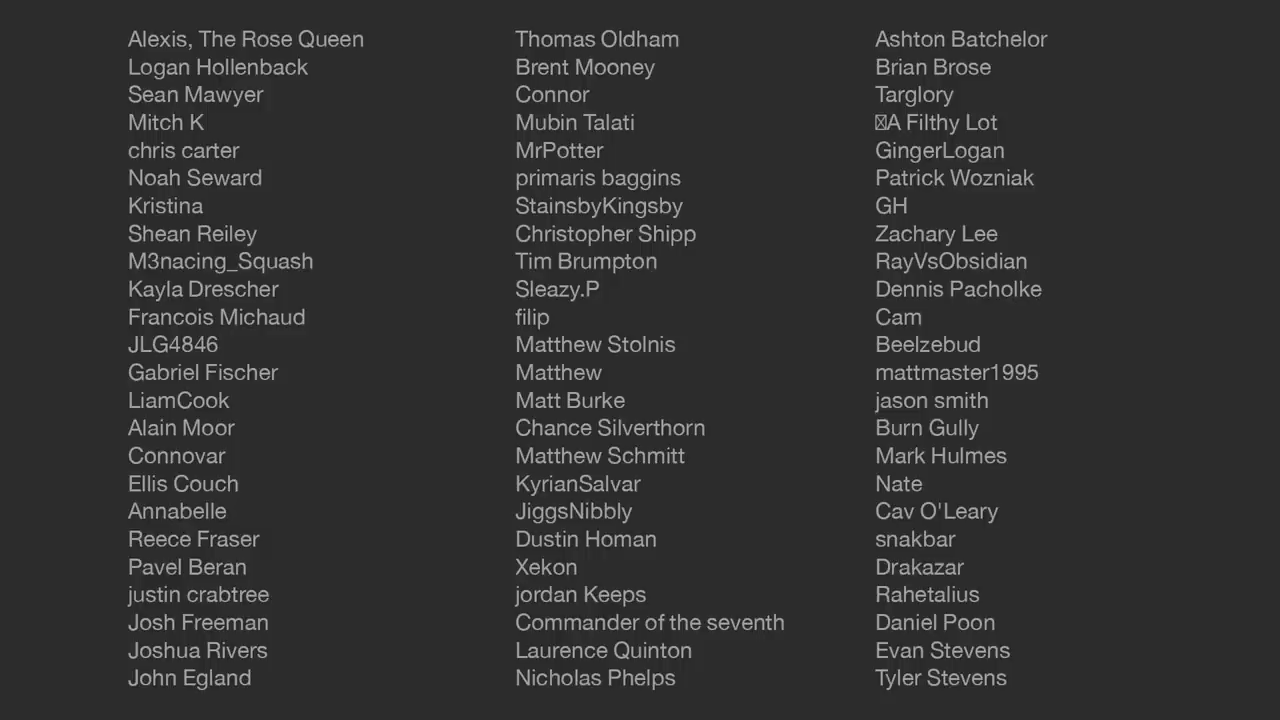 Alexis, The Rose Queen
Logan Hollenback
Sean Mawyer
Mitch K
chris carter
Noah Seward
Kristina
Shean Reiley
M3nacing_Squash
Kayla Drescher
Francois Michaud
JLG4846
Gabriel Fischer
LiamCook
Alain Moor
Connovar
Ellis Couch
Annabelle
Reece Fraser
Pavel Beran
justin crabtree
Josh Freeman
Joshua Rivers
John Egland
Thomas Oldham
Brent Mooney
Connor
Mubin Talati
MrPotter
primaris baggins
StainsbyKingsby
Christopher Shipp
Tim Brumpton
Sleazy.P
filip
Matthew Stolnis
Matthew
Matt Burke
Chance Silverthorn
Matthew Schmitt
KyrianSalvar
JiggsNibbly
Dustin Homan
Xekon
jordan Keeps
Commander of the seventh
Laurence Quinton
Nicholas Phelps
Ashton Batchelor
Brian Brose
Targlory
A Filthy Lot
GingerLogan
Patrick Wozniak
GH
Zachary Lee
RayVsObsidian
Dennis Pacholke
Cam
Beelzebud
mattmaster1995
jason smith
Burn Gully
Mark Hulmes
Nate
Cav O'Leary
snakbar
Drakazar
Rahetalius
Daniel Poon
Evan Stevens
Tyler Stevens